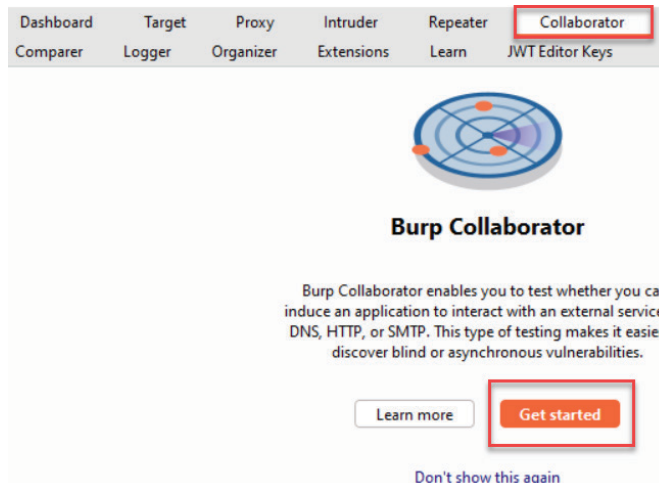 Dashboard Target Proxy Intruder Repeater Collaborator
Comparer Logger Organizer Extensions Learn JWT Editor Keys
Burp Collaborator
Burp Collaborator enables you to test whether you ca
induce an application to interact with an external service
DNS, HTTP, or SMTP. This type of testing makes it easie
discover blind or asynchronous vulnerabilities.
Learn more Get started
Don't show this again